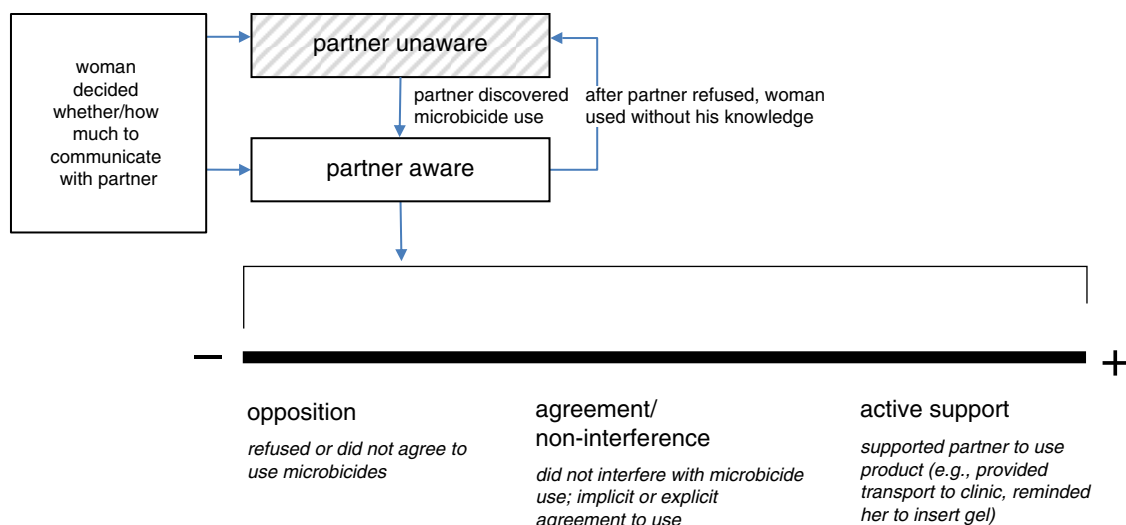 woman
decided
whether/how
much to
communicate
with partner
partner unaware
partner discovered
microbicide use
after partner refused, woman
used without his knowledge
partner aware
–
+
opposition
refused or did not agree to
use microbicides
agreement/
non-interference
did not interfere with microbicide
use; implicit or explicit
agreement to use
active support
supported partner to use
product (e.g., provided
transport to clinic, reminded
her to insert gel)